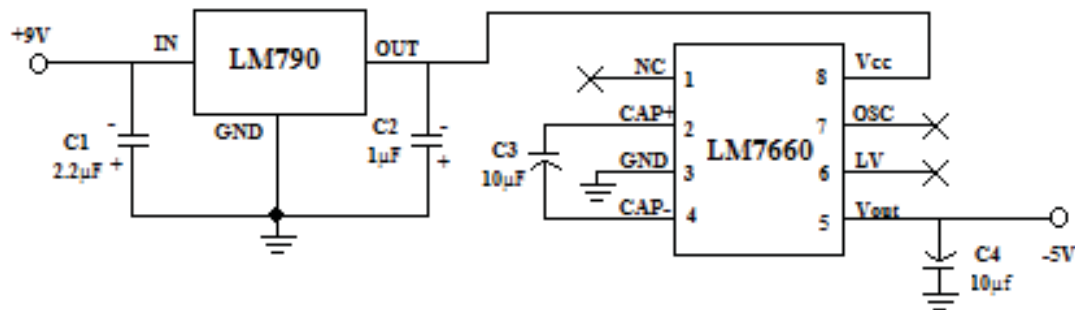 +9V
IN
LM790
OUT
GND
-
C1
2.2µF
+
C2
1µF
-
+
NC
1
CAP+
2
C3
10µF
GND
3
CAP-
4
LM7660
8
Vcc
7
OSC
6
LV
5
Vout
C4
10µf
-5V